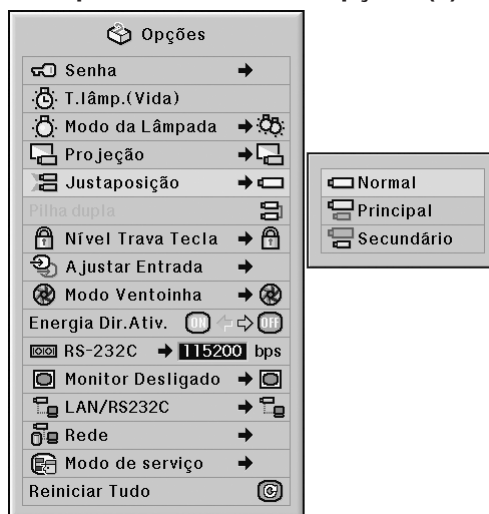 Opções
Senha
T.lâmp.(Vida)
Modo da Lâmpada
Projeção
Justaposição
Normal
Pilha dupla
Principal
Nível Trava Tecla
Secundário
Ajustar Entrada
Modo Ventoinha
Energia Dir.Ativ. ON OFF
RS-232C 115200 bps
Monitor Desligado
LAN/RS232C
Rede
Modo de serviço
Reiniciar Tudo